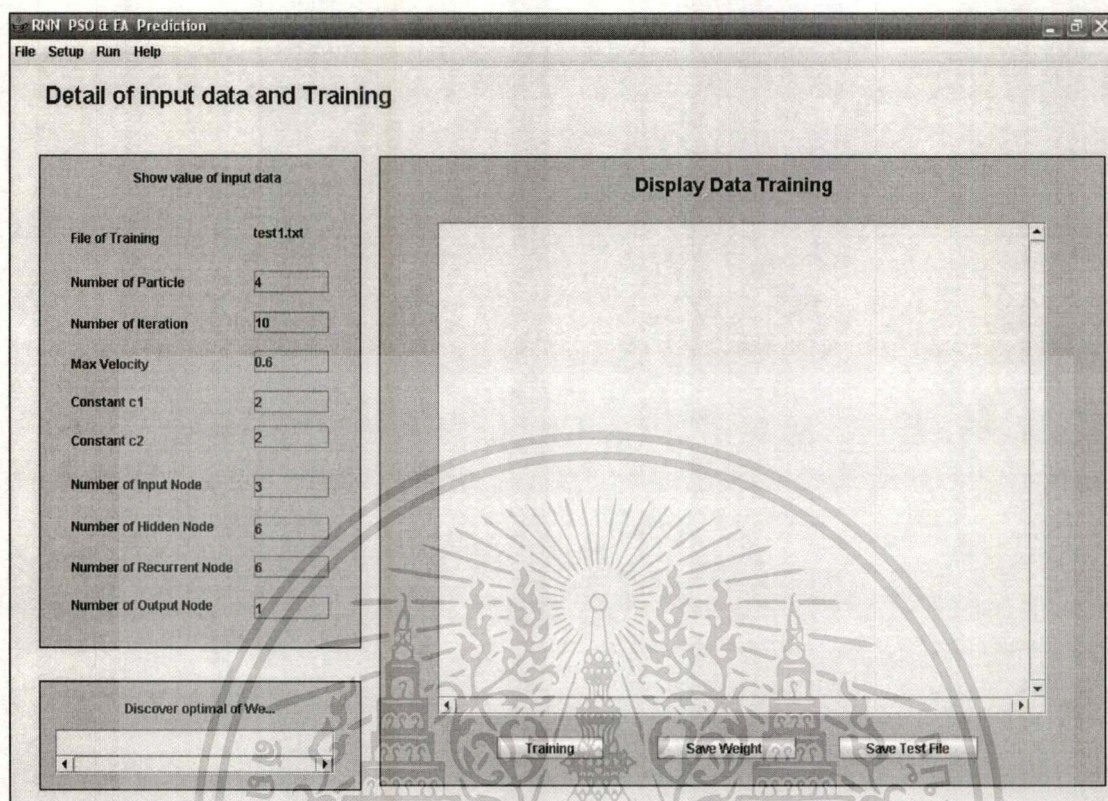 RNN PSO & EA Prediction
File Setup Run Help
Detail of input data and Training
Show value of input data
File of Training test1.txt
Number of Particle 4
Number of Iteration 10
Max Velocity 0.6
Constant c1 2
Constant c2 2
Number of Input Node 3
Number of Hidden Node 6
Number of Recurrent Node 6
Number of Output Node 1
Discover optimal of We...
Display Data Training
Training Save Weight Save Test File